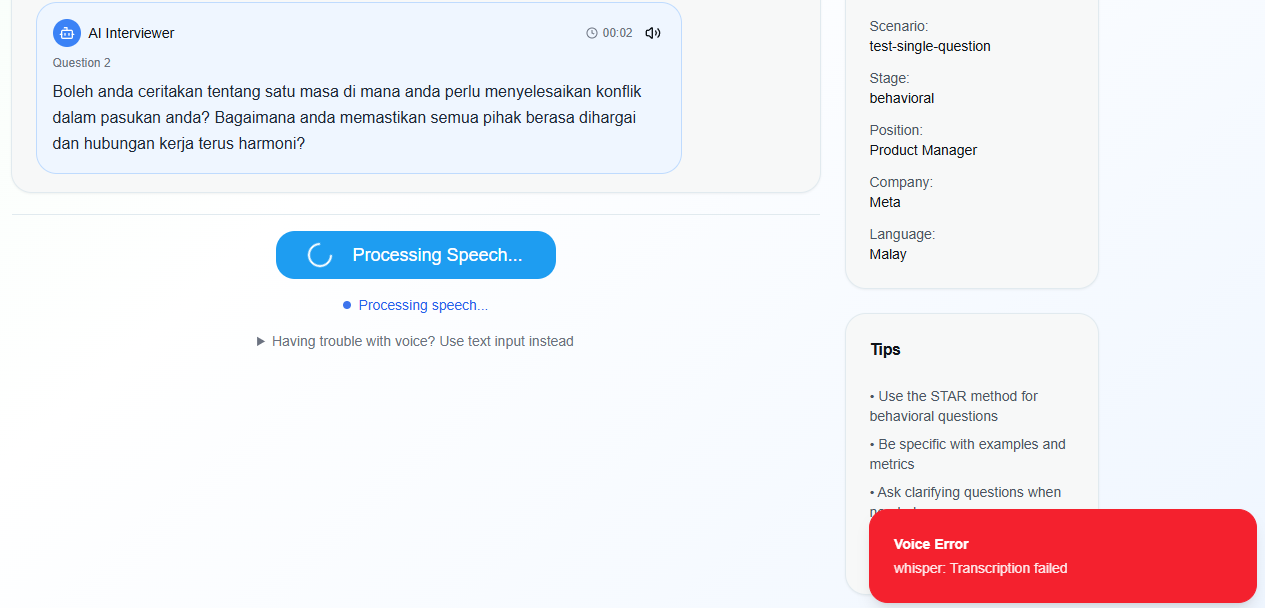 AI Interviewer
00:02
Question 2
Boleh anda ceritakan tentang satu masa di mana anda perlu menyelesaikan konflik
dalam pasukan anda? Bagaimana anda memastikan semua pihak berasa dihargai
dan hubungan kerja terus harmoni?
Processing Speech...
Processing speech...
Having trouble with voice? Use text input instead
Scenario:
test-single-question
Stage:
behavioral
Position:
Product Manager
Company:
Meta
Language:
Malay
Tips
• Use the STAR method for
behavioral questions
• Be specific with examples and
metrics
• Ask clarifying questions when
Voice Error
whisper: Transcription failed